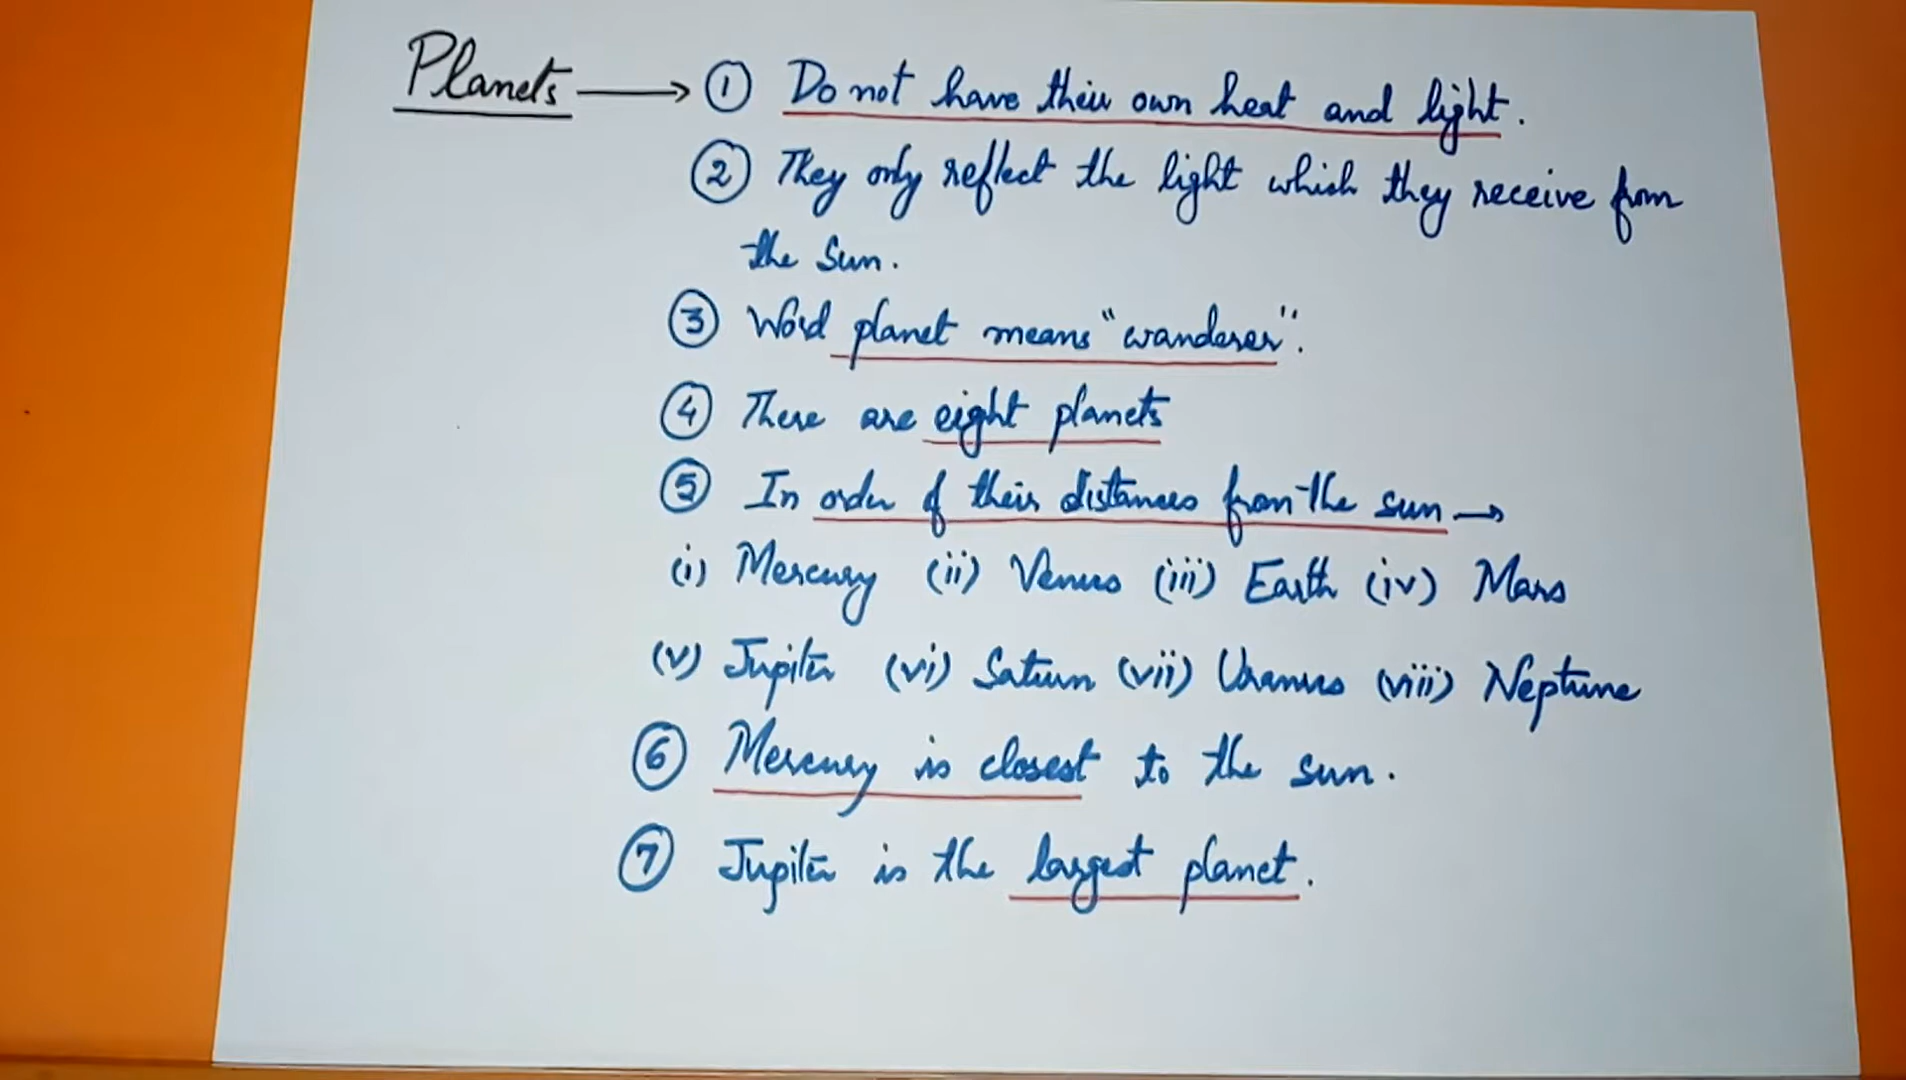 Planets → ① Do not have their own heat and light.
② They only reflect the light which they receive from
the Sun.
③ Word planet means "wanderer".
④ There are eight planets
⑤ In order of their distances from the sun →
(i) Mercury (ii) Venus (iii) Earth (iv) Mars
(v) Jupiter (vi) Saturn (vii) Uranus (viii) Neptune
⑥ Mercury is closest to the sun.
⑦ Jupiter is the largest planet.